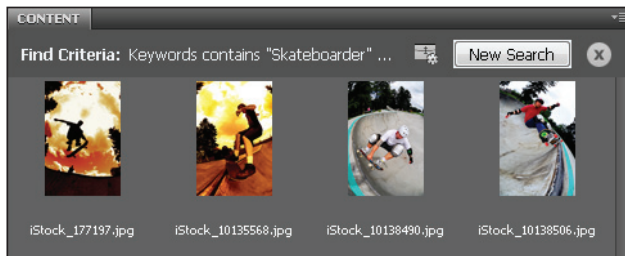 CONTENT
Find Criteria: Keywords contains "Skateboarder" ... New Search
iStock_177197.jpg iStock_10135568.jpg iStock_10138490.jpg iStock_10138506.jpg